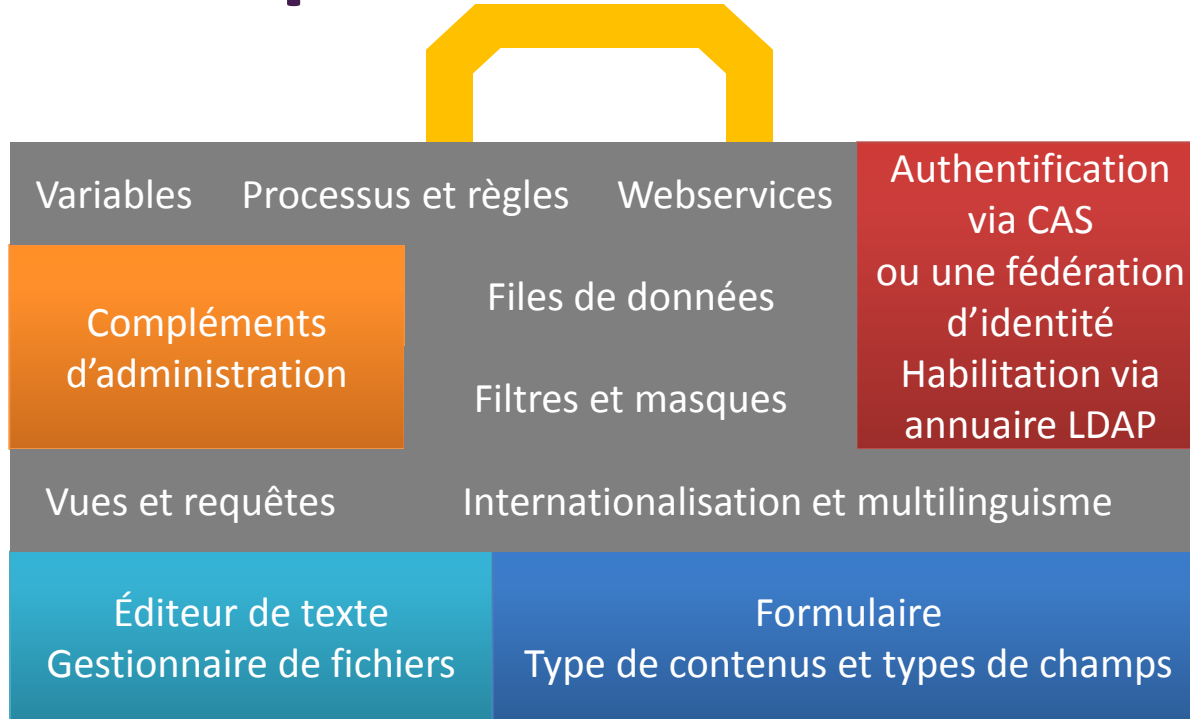 Variables Processus et règles Webservices
Authentification
via CAS
ou une fédération
d’identité
Habilitation via
annuaire LDAP
Compléments
d’administration
Files de données
Filtres et masques
Vues et requêtes Internationalisation et multilinguisme
Éditeur de texte
Gestionnaire de fichiers
Formulaire
Type de contenus et types de champs